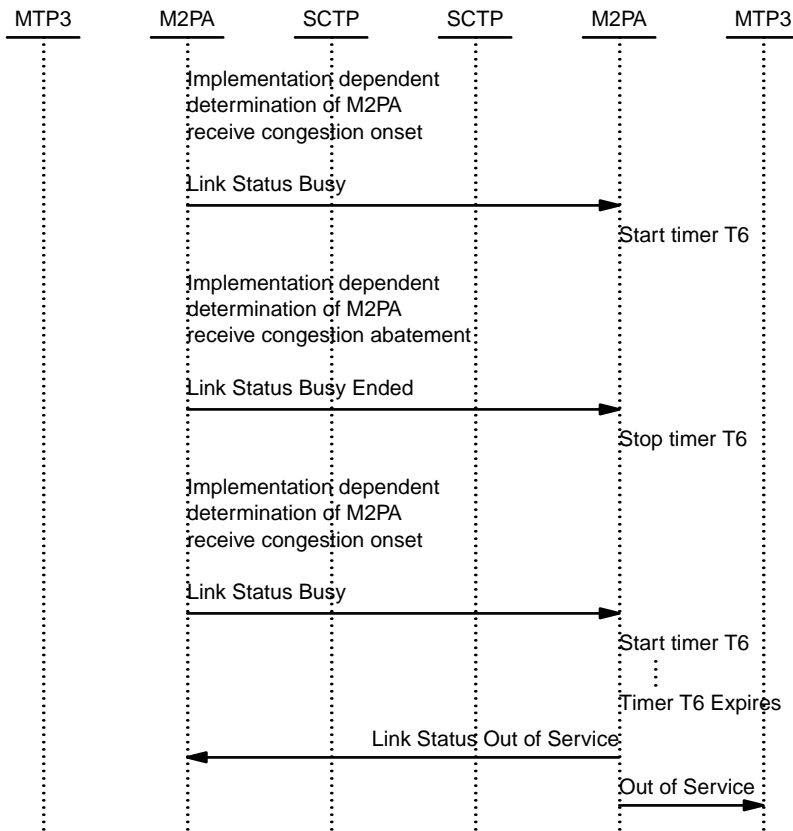 MTP3 M2PA SCTP SCTP M2PA MTP3
Implementation dependent
determination of M2PA
receive congestion onset
Link Status Busy
Start timer T6
Implementation dependent
determination of M2PA
receive congestion abatement
Link Status Busy Ended
Stop timer T6
Implementation dependent
determination of M2PA
receive congestion onset
Link Status Busy
Start timer T6
Timer T6 Expires
Link Status Out of Service
Out of Service